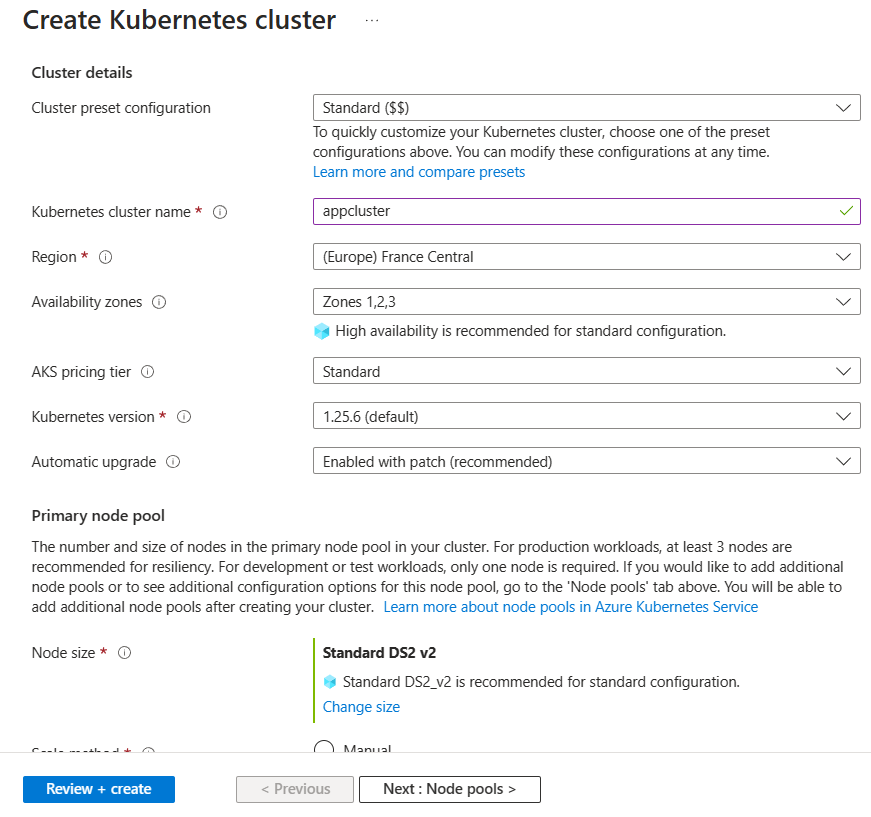 Create Kubernetes cluster ...
Cluster details
Cluster preset configuration
Standard ($$)
To quickly customize your Kubernetes cluster, choose one of the preset
configurations above. You can modify these configurations at any time.
Learn more and compare presets
Kubernetes cluster name *
appcluster
Region *
(Europe) France Central
Availability zones
Zones 1,2,3
High availability is recommended for standard configuration.
AKS pricing tier
Standard
Kubernetes version *
1.25.6 (default)
Automatic upgrade
Enabled with patch (recommended)
Primary node pool
The number and size of nodes in the primary node pool in your cluster. For production workloads, at least 3 nodes are
recommended for resiliency. For development or test workloads, only one node is required. If you would like to add additional
node pools or to see additional configuration options for this node pool, go to the 'Node pools' tab above. You will be able to
add additional node pools after creating your cluster. Learn more about node pools in Azure Kubernetes Service
Node size *
Standard DS2 v2
Standard DS2_v2 is recommended for standard configuration.
Change size
Scale method *
Manual
Review + create
< Previous
Next : Node pools >